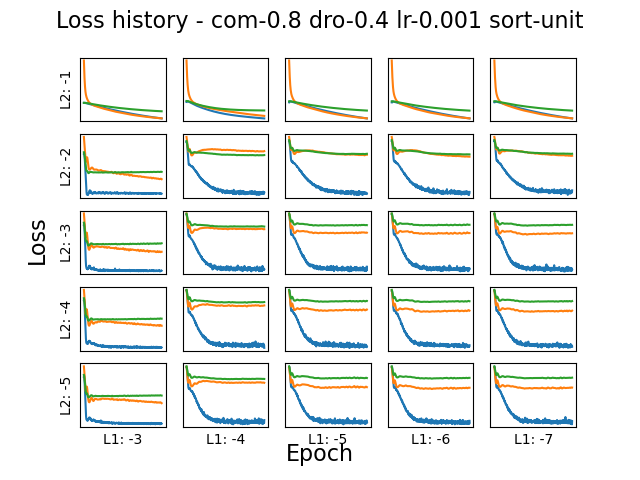 Loss history - com-0.8 dro-0.4 lr-0.001 sort-unit
L2: -1
L2: -2
L2: -3
L2: -4
L2: -5
Loss
L1: -3
L1: -4
L1: -5
L1: -6
L1: -7
Epoch